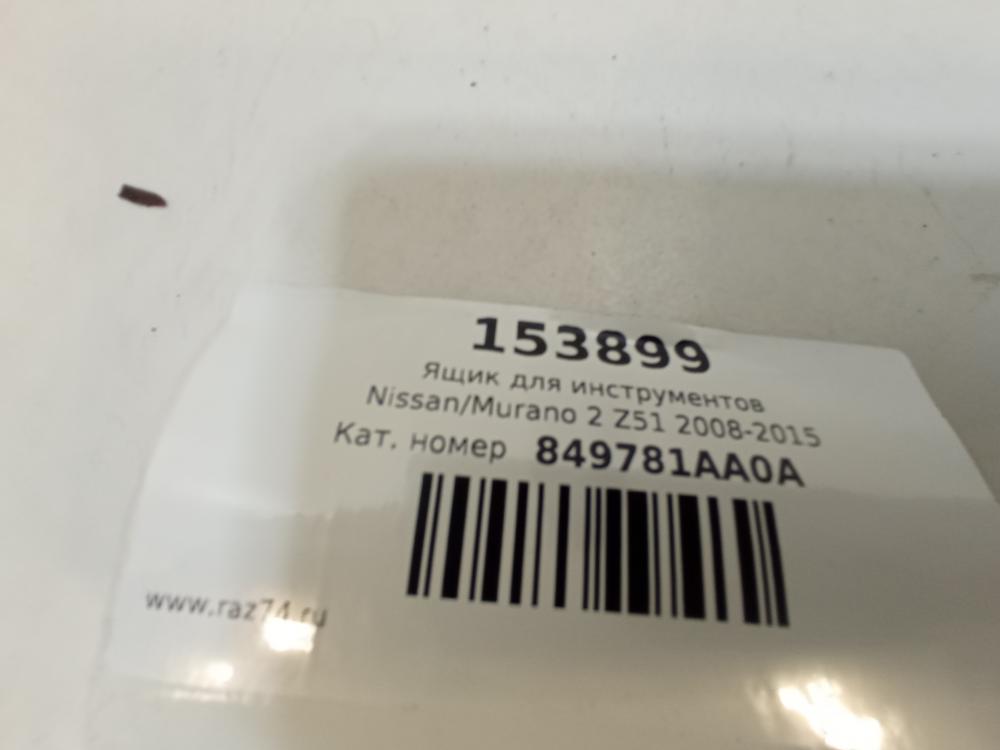 153899
Ящик для инструментов
Nissan/Murano 2 Z51 2008-2015
Кат. номер 849781AA0A
www.raz74.ru